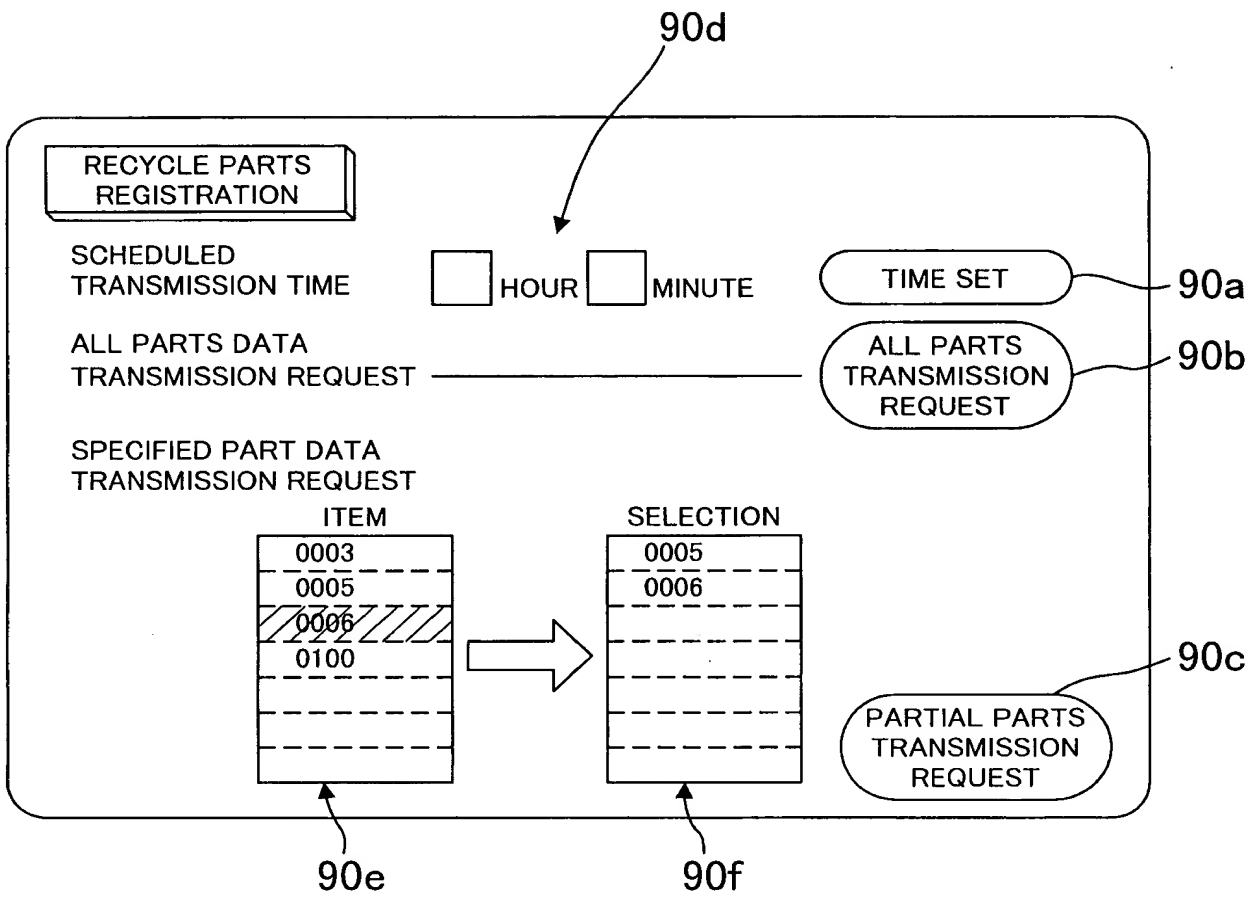 90d
RECYCLE PARTS
REGISTRATION
SCHEDULED
TRANSMISSION TIME
HOUR
MINUTE
TIME SET
90a
ALL PARTS DATA
TRANSMISSION REQUEST
ALL PARTS
TRANSMISSION
REQUEST
90b
SPECIFIED PART DATA
TRANSMISSION REQUEST
ITEM
0003
0005
0006
0100
SELECTION
0005
0006
90c
PARTIAL PARTS
TRANSMISSION
REQUEST
90e
90f